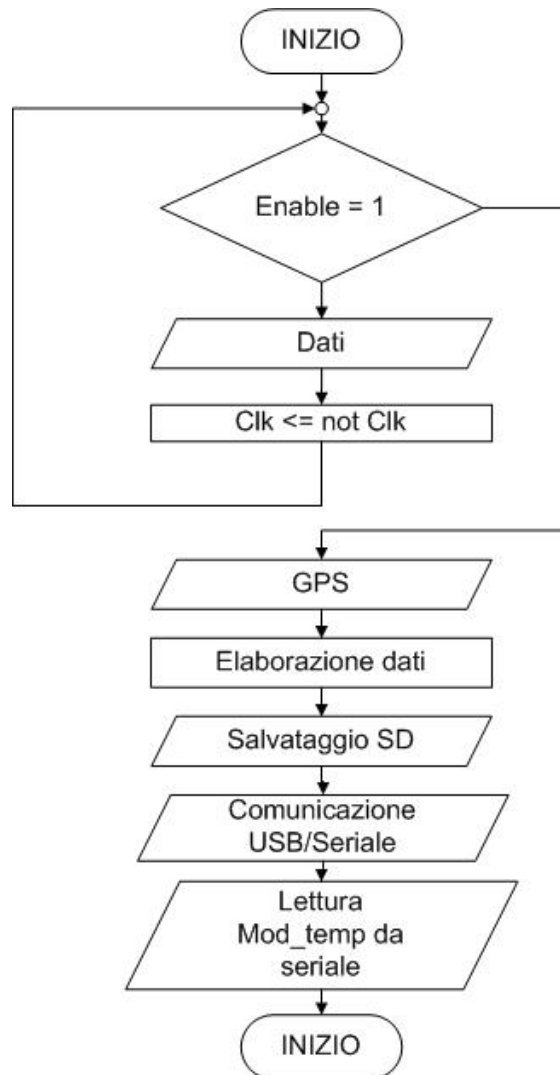 INIZIO
Enable = 1
Dati
Clk <= not Clk
GPS
Elaborazione dati
Salvataggio SD
Comunicazione
USB/Seriale
Lettura
Mod_temp da
seriale
INIZIO